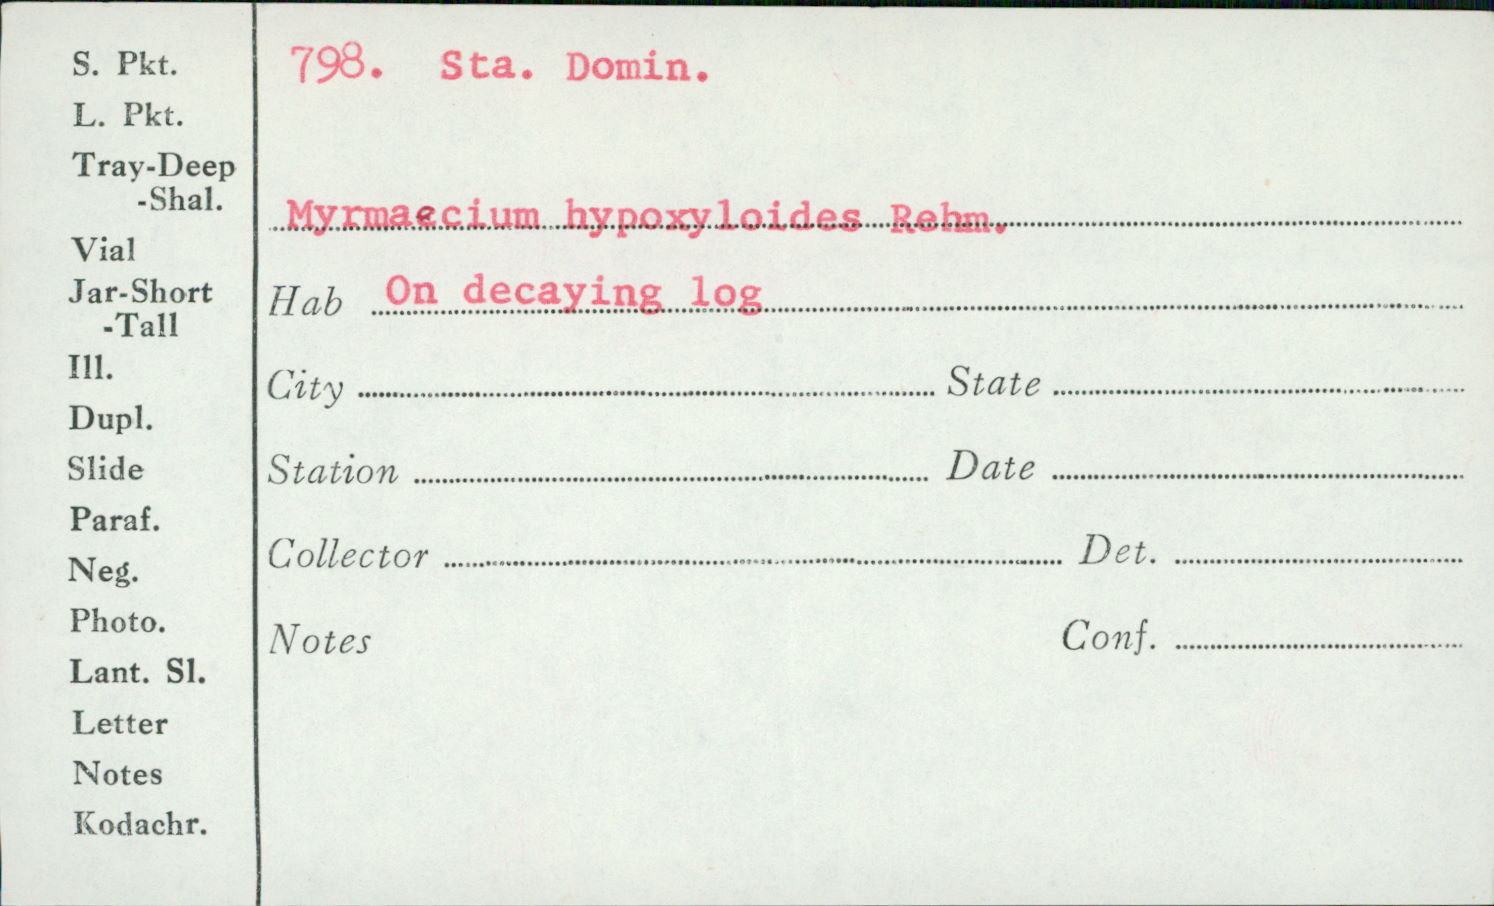 S. Pkt.
L. Pkt.
Tray-Deep
-Shal.
Vial
Jar-Short
-Tall
Ill.
Dupl.
Slide
Paraf.
Neg.
Photo.
Lant. Sl.
Letter
Notes
Kodachr.
798. Sta. Domin.
Myrmaecium hypoxyloides Rehm.
Hab On decaying log
City State
Station Date
Collector Det.
Notes Conf.